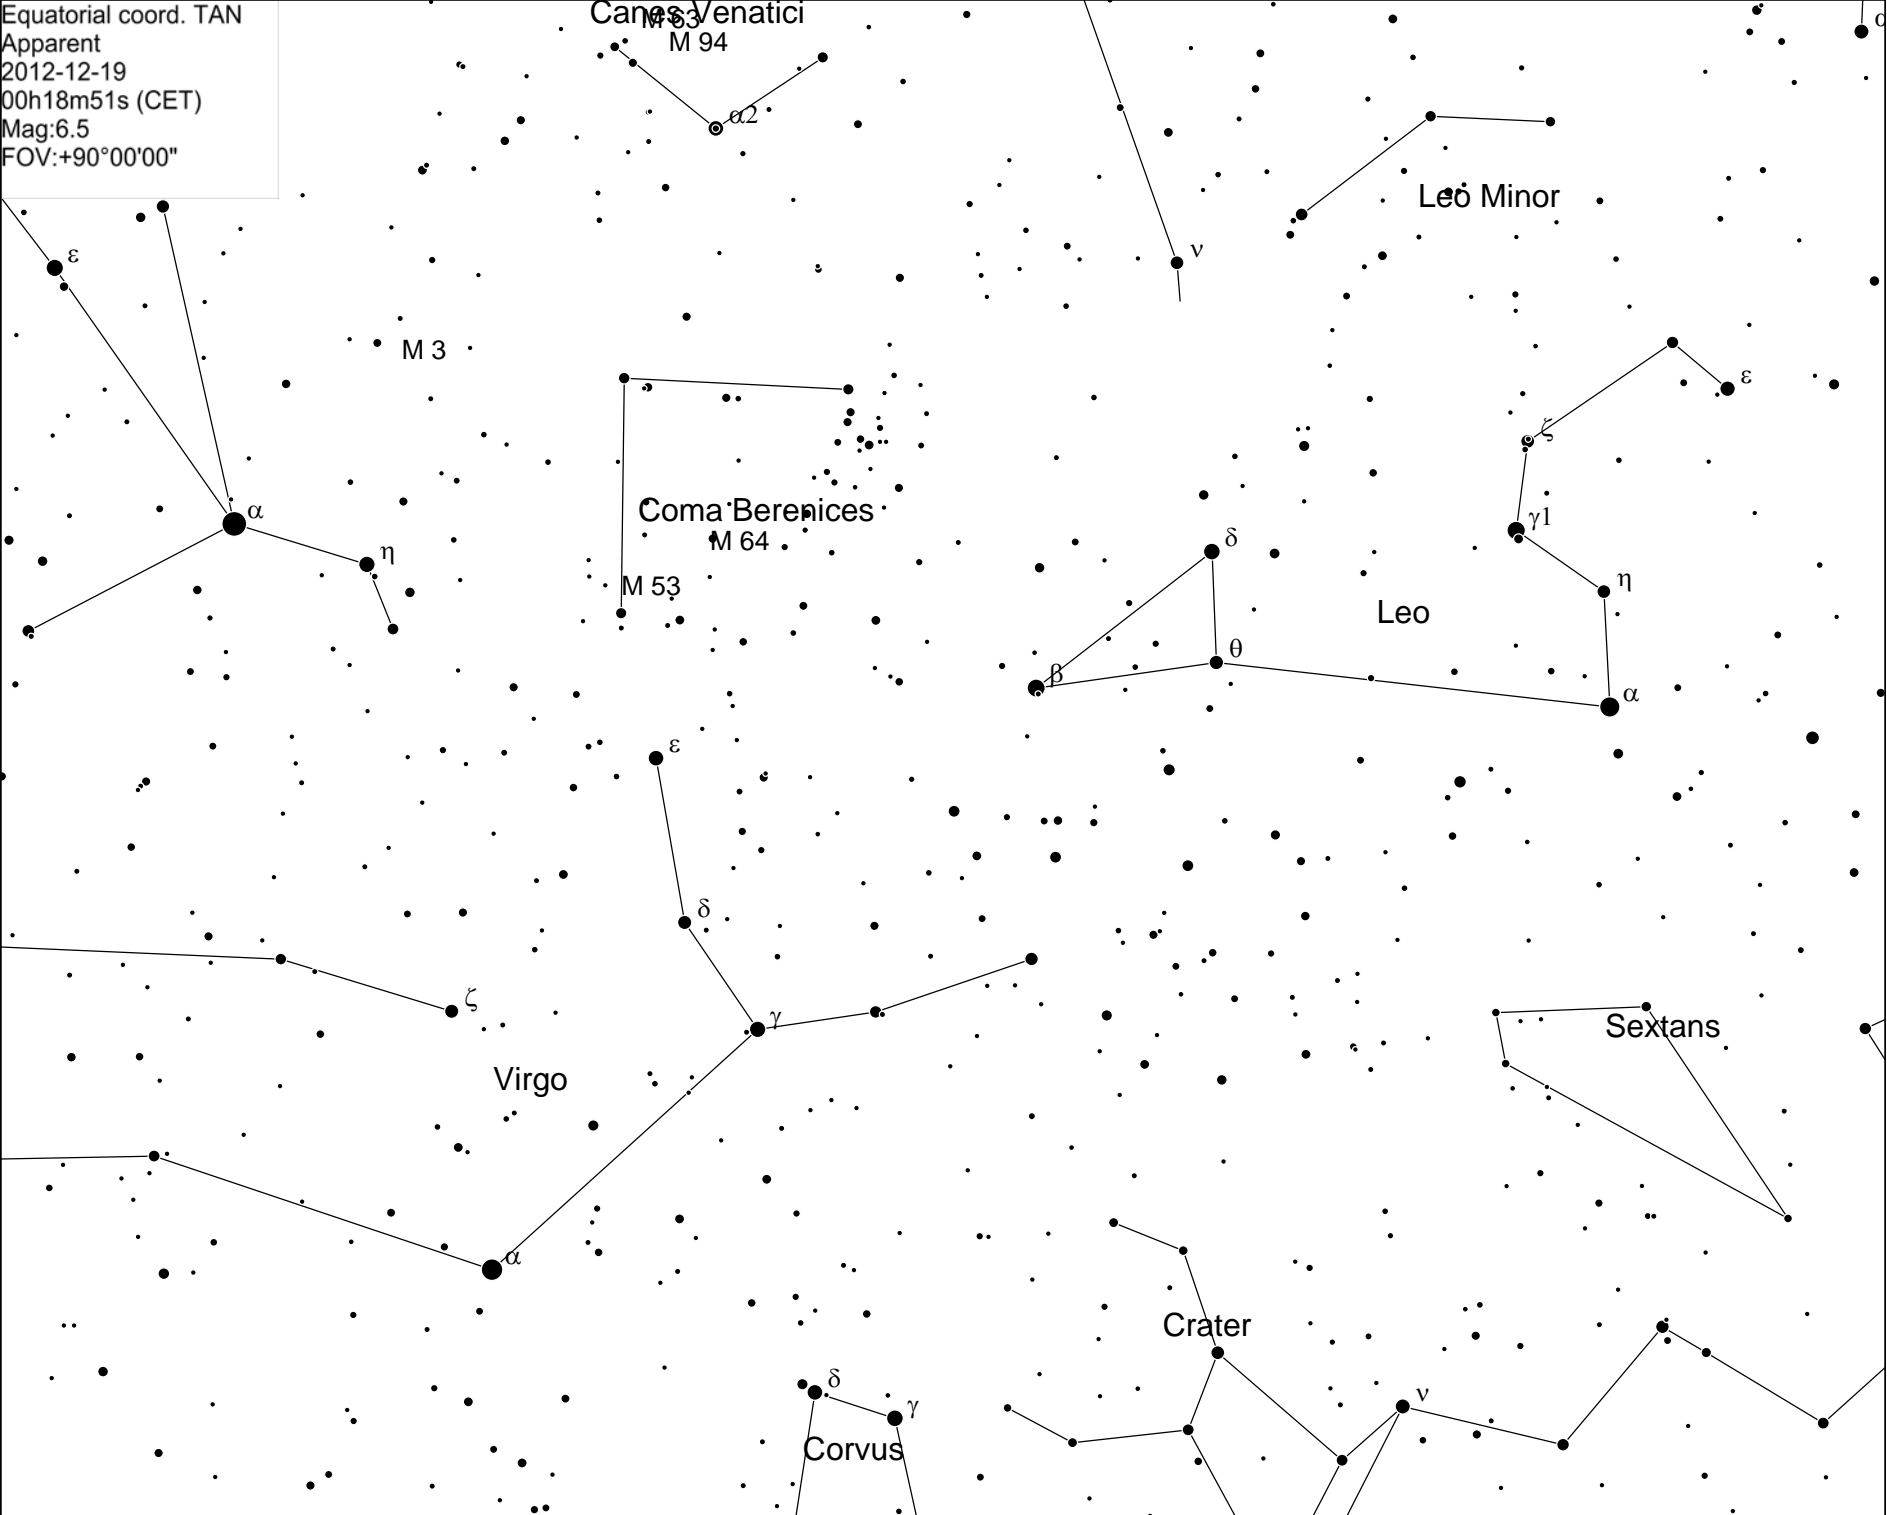 Equatorial coord. TAN
Apparent
2012-12-19
00h18m51s (CET)
Mag:6.5
FOV:+90°00'00"
Canes Venatici
M 63
M 94
α2
α
Leo Minor
ν
ε
M 3
ε
ζ
α
Coma Berenices
γ1
M 64
δ
η
M 53
η
Leo
θ
β
α
ε
δ
ζ
γ
Sextans
Virgo
α
Crater
δ
ν
γ
Corvus